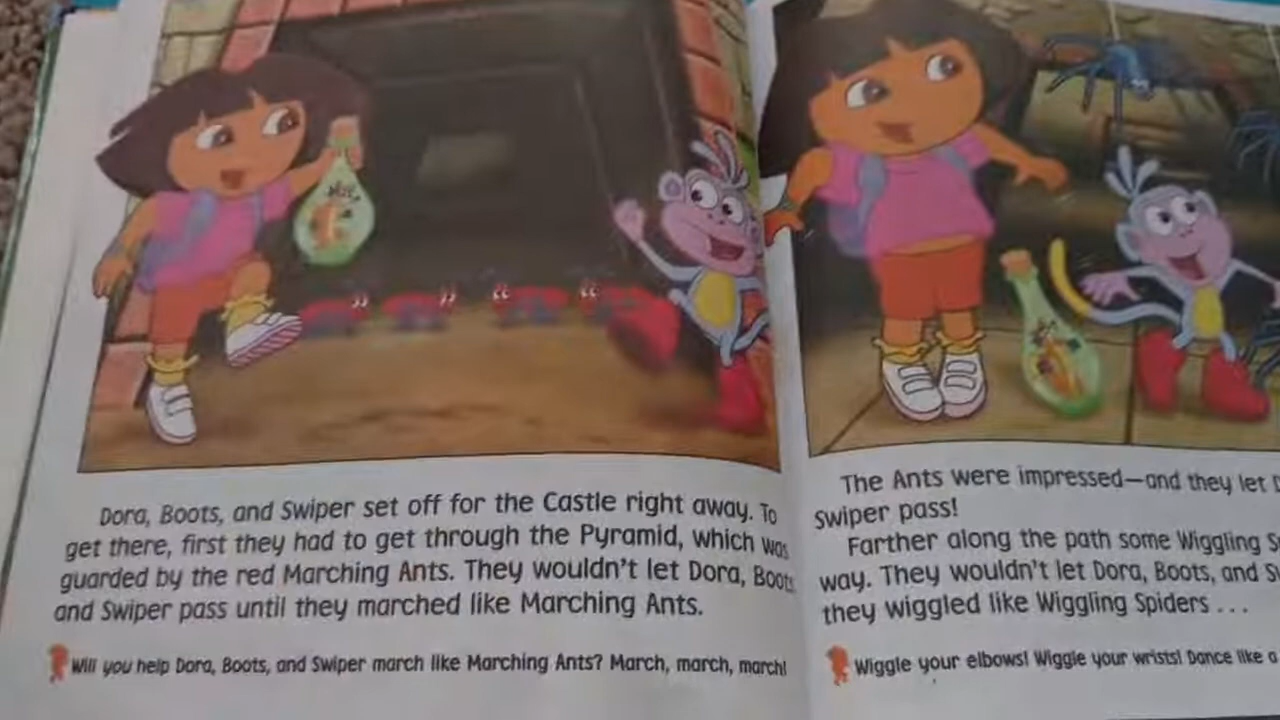 Dora, Boots, and Swiper set off for the Castle right away. To
get there, first they had to get through the Pyramid, which was
guarded by the red Marching Ants. They wouldn't let Dora, Boots,
and Swiper pass until they marched like Marching Ants.
Will you help Dora, Boots, and Swiper march like Marching Ants? March, march, march!
The Ants were impressed—and they let
Swiper pass!
Farther along the path some Wiggling
way. They wouldn't let Dora, Boots, and
they wiggled like Wiggling Spiders . . .
Wiggle your elbows! Wiggle your wrists! Dance like a